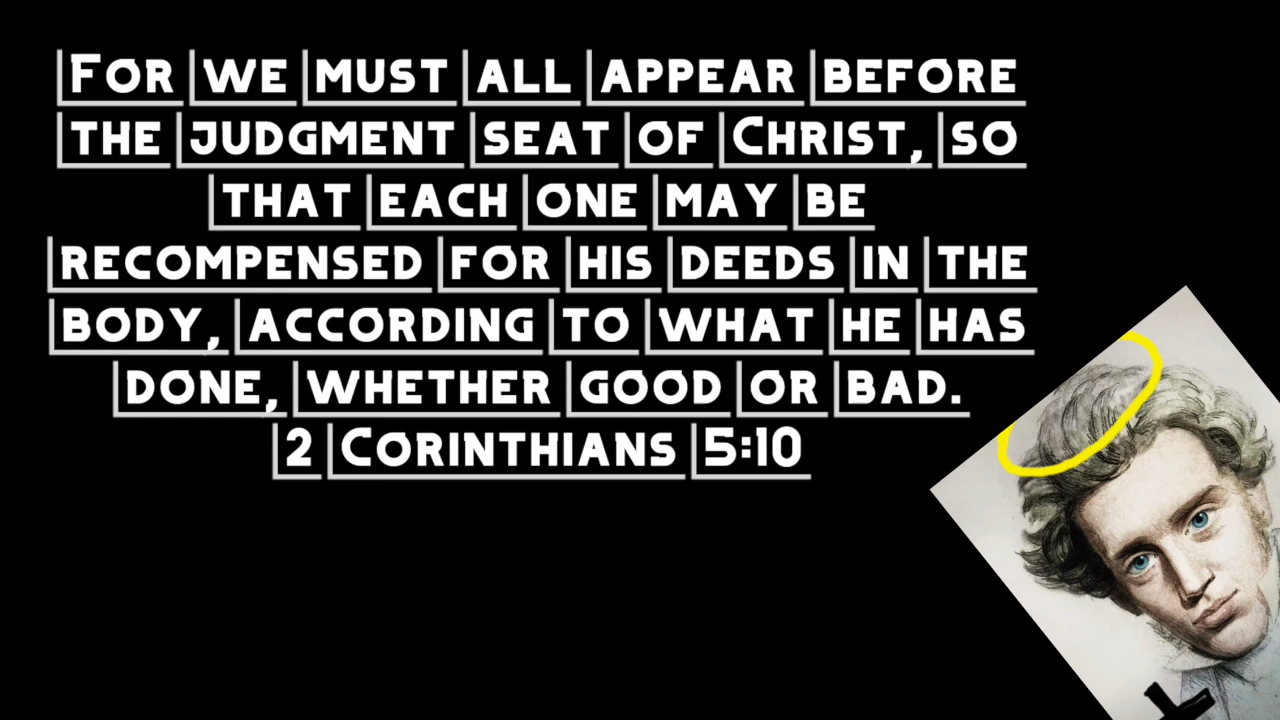 For we must all appear before
the judgment seat of Christ, so
that each one may be
recompensed for his deeds in the
body, according to what he has
done, whether good or bad.
2 Corinthians 5:10